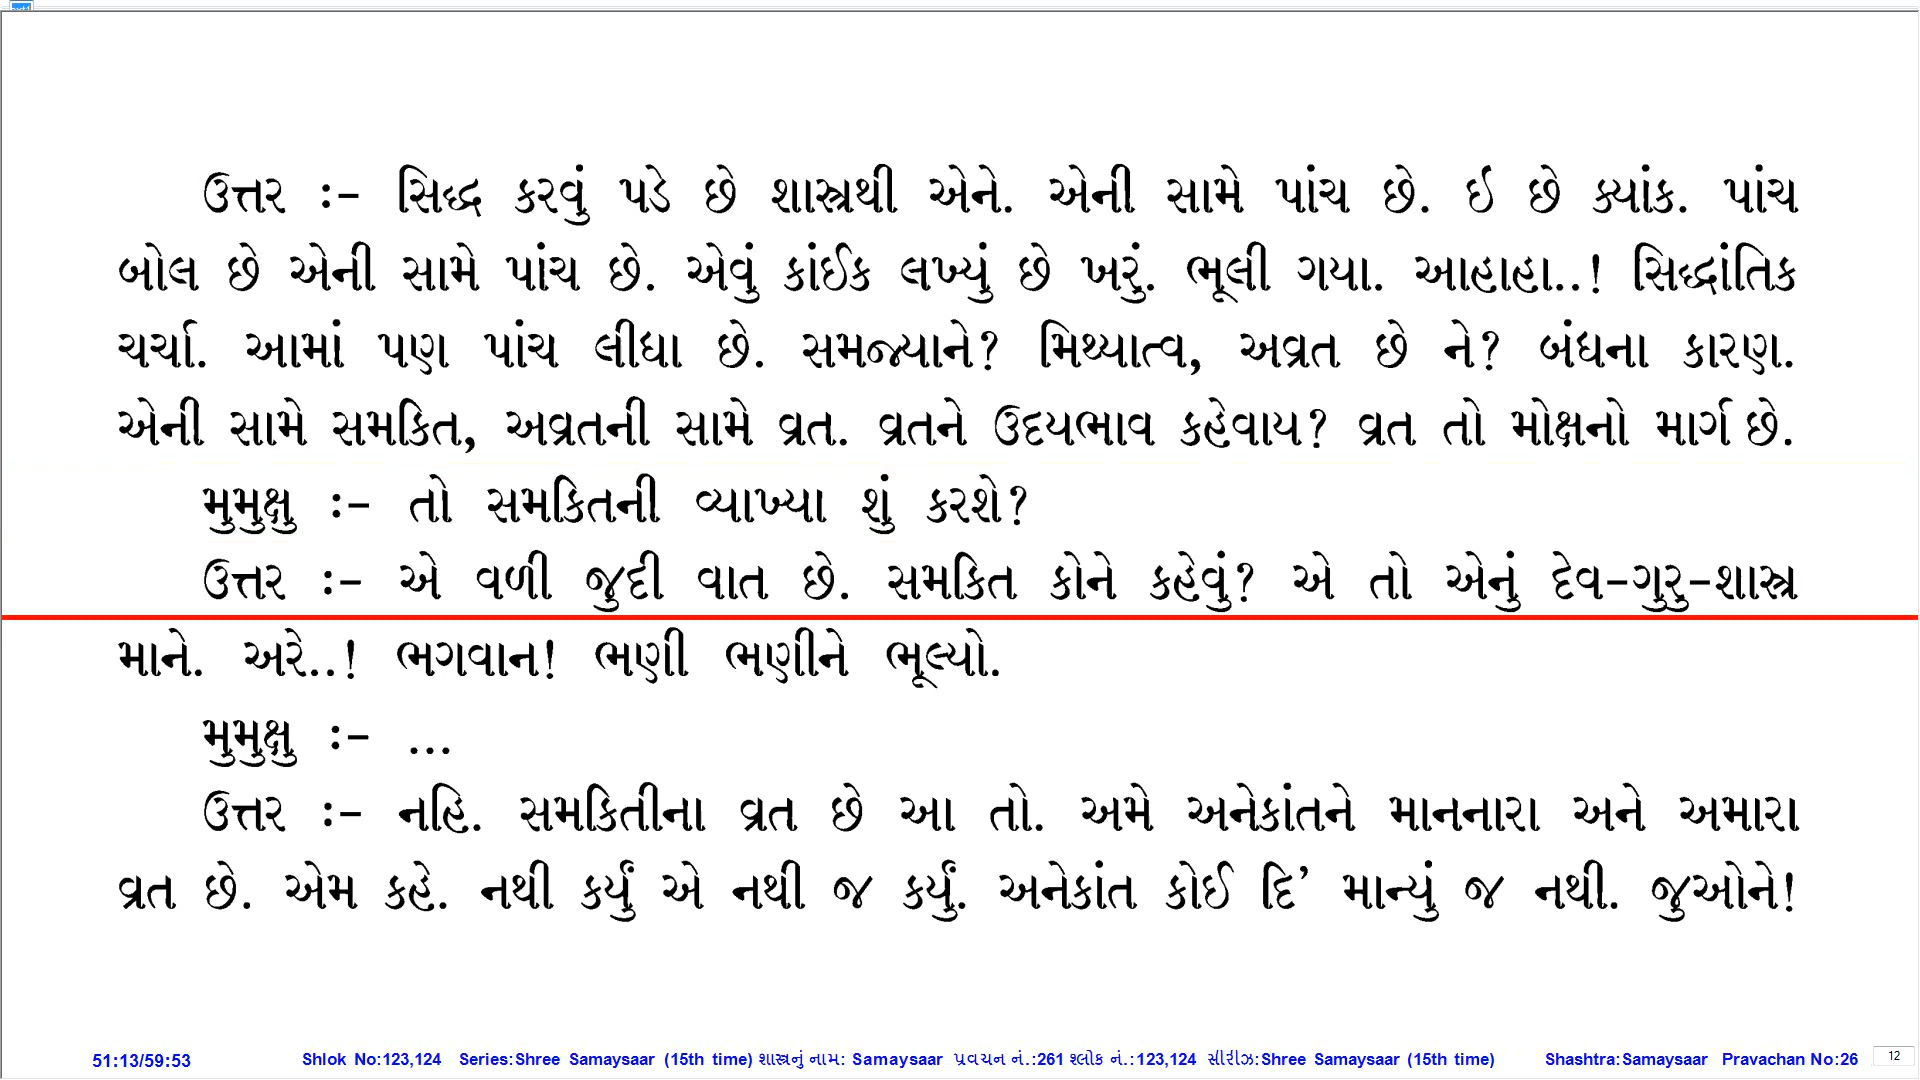 ઉત્તર :– સિદ્ધ કરવું પડે છે શાસ્ત્રથી એને. એની સામે પાંચ છે. ઇ છે ક્યાંક. પાંચ
બોલ છે એની સામે પાંચ છે. એવું કાંઈક લખ્યું છે ખરું. ભૂલી ગયા. આહાહા..! સિદ્ધાંતિક
ચર્ચા. આમાં પણ પાંચ લીધા છે. સમજ્યાને? મિથ્યાત્વ, અવ્રત છે ને? બંધના કારણ.
એની સામે સમકિત, અવ્રતની સામે વ્રત. વ્રતને ઉદયભાવ કહેવાય? વ્રત તો મોક્ષનો માર્ગ છે.
મુમુક્ષુ :– તો સમકિતની વ્યાખ્યા શું કરશે?
ઉત્તર :– એ વળી જુદી વાત છે. સમકિત કોને કહેવું? એ તો એનું દેવ-ગુરુ-શાસ્ત્ર
માને. અરે..! ભગવાન! ભણી ભણીને ભૂલ્યો.
મુમુક્ષુ :– ...
ઉત્તર :– નહિ. સમકિતીના વ્રત છે આ તો. અમે અનેકાંતને માનનારા અને અમારા
વ્રત છે. એમ કહે. નથી કર્યું એ નથી જ કર્યું. અનેકાંત કોઈ દિ' માન્યું જ નથી. જુઓને!
51:13/59:53 Shlok No:123,124 Series:Shree Samaysaar (15th time) શાસ્ત્રનું નામ: Samaysaar પ્રવચન નં.:261 શ્લોક નં.:123,124 સીરીઝ:Shree Samaysaar (15th time) Shashtra:Samaysaar Pravachan No:26 12